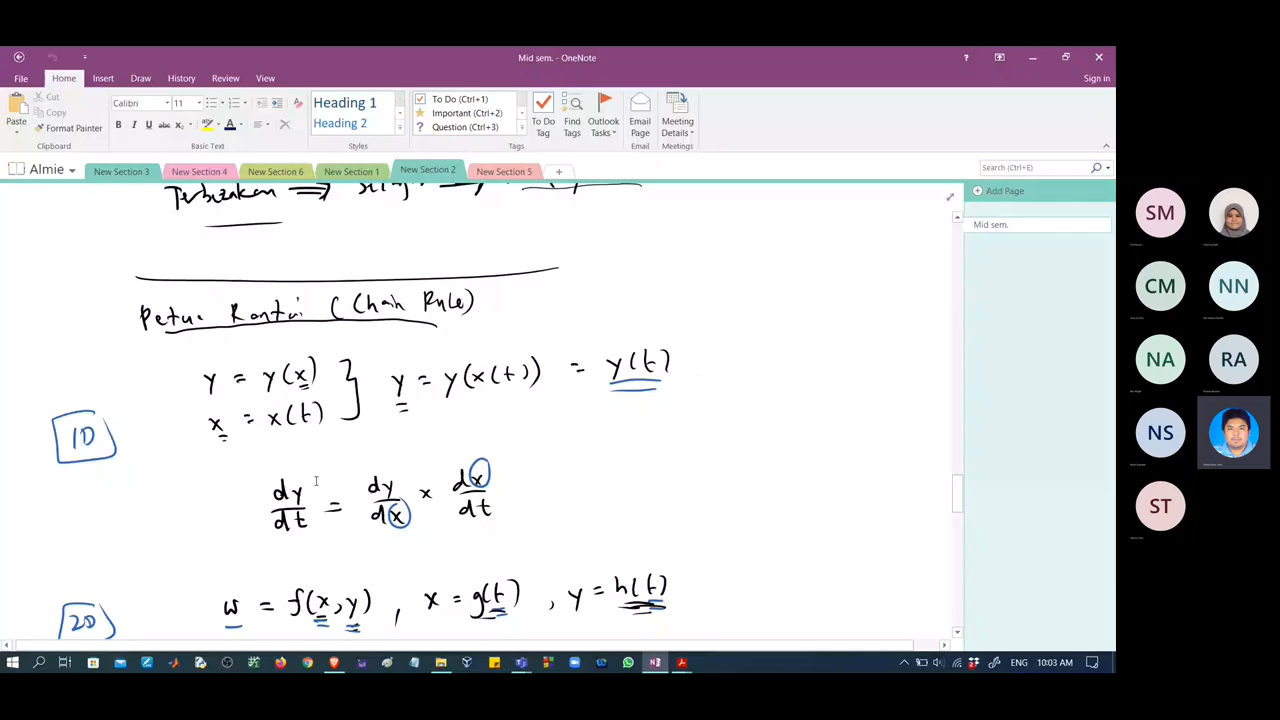 Mid sem. - OneNote
File Home Insert Draw History Review View Sign in
Paste Cut Copy Format Painter Clipboard
Calibri 11 Basic Text
Heading 1 Heading 2 Styles
To Do (Ctrl+1) Important (Ctrl+2) Question (Ctrl+3) To Do Tag Find Tags Tags
Outlook Tasks Email Page Email Meeting Details Meetings
Almie New Section 3 New Section 4 New Section 6 New Section 1 New Section 2 New Section 5 Search (Ctrl+E)
Add Page
Mid sem.
Petua Rantai (Chain Rule)
y = y(x) } y = y(x(t)) = y(t)
x = x(t)
1D
dy/dt = dy/dx × dx/dt
2D
w = f(x,y) , x = g(t) , y = h(t)
SM
CM NN
NA RA
NS
ST
ENG 10:03 AM